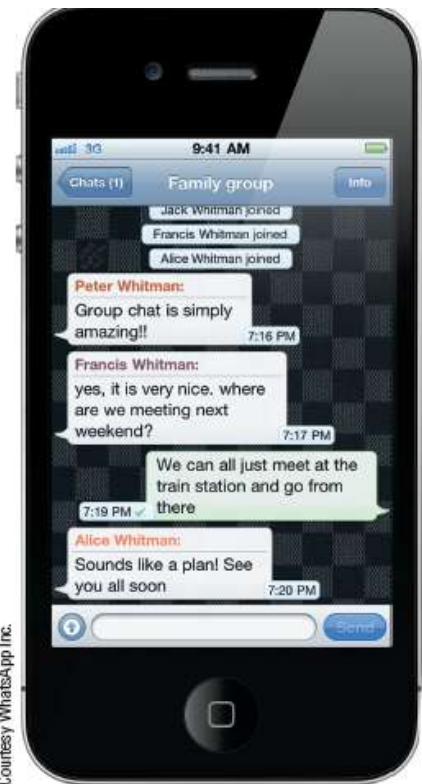 3G 9:41 AM
Chats (1) Family group Info
Jack Whitman joined
Francis Whitman joined
Alice Whitman joined
Peter Whitman:
Group chat is simply
amazing!!
7:16 PM
Francis Whitman:
yes, it is very nice. where
are we meeting next
weekend?
7:17 PM
We can all just meet at the
train station and go from
there
7:19 PM
Alice Whitman:
Sounds like a plan! See
you all soon
7:20 PM
Send
Courtesy WhatsApp Inc.